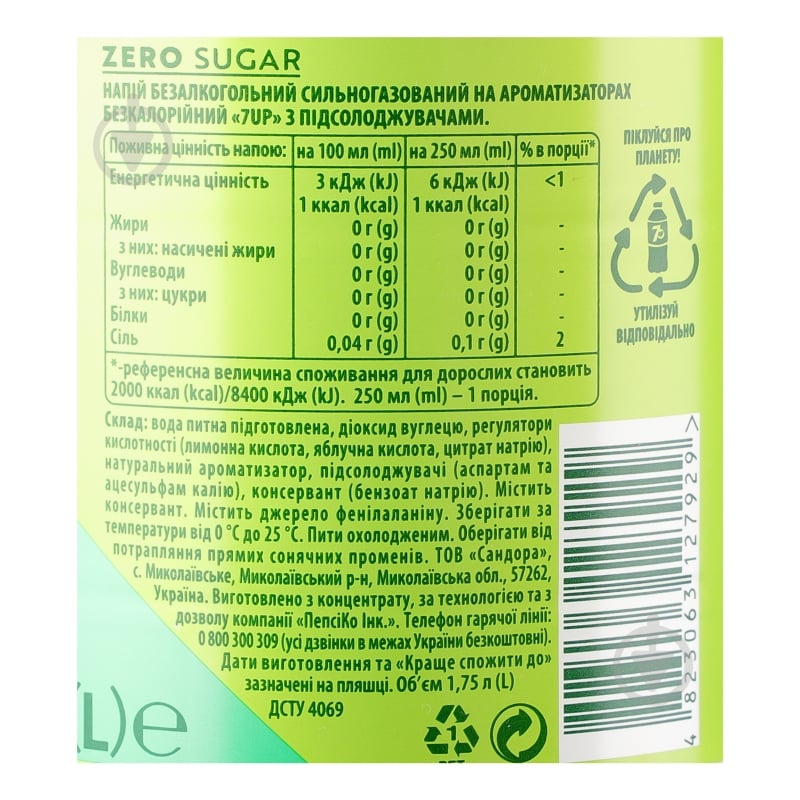 ZERO SUGAR
НАПІЙ БЕЗАЛКОГОЛЬНИЙ СИЛЬНОГАЗОВАНИЙ НА АРОМАТИЗАТОРАХ
БЕЗКАЛОРІЙНИЙ «7UP» З ПІДСОЛОДЖУВАЧАМИ.
Поживна цінність напою: на 100 мл (ml) на 250 мл (ml) % в порції*
Енергетична цінність 3 кДж (kJ) 6 кДж (kJ) <1
1 ккал (kcal) 1 ккал (kcal)
Жири 0 г (g) 0 г (g) -
з них: насичені жири 0 г (g) 0 г (g) -
Вуглеводи 0 г (g) 0 г (g) -
з них: цукри 0 г (g) 0 г (g) -
Білки 0 г (g) 0 г (g) -
Сіль 0,04 г (g) 0,1 г (g) 2
*-референсна величина споживання для дорослих становить
2000 ккал (kcal)/8400 кДж (kJ). 250 мл (ml) – 1 порція.
Склад: вода питна підготовлена, діоксид вуглецю, регулятори
кислотності (лимонна кислота, яблучна кислота, цитрат натрію),
натуральний ароматизатор, підсолоджувачі (аспартам та
ацесульфам калію), консервант (бензоат натрію). Містить
консервант. Містить джерело фенілаланіну. Зберігати за
температури від 0 °С до 25 °С. Пити охолодженим. Оберігати від
потрапляння прямих сонячних променів. ТОВ «Сандора»,
с. Миколаївське, Миколаївський р-н, Миколаївська обл., 57262,
Україна. Виготовлено з концентрату, за технологією та з
дозволу компанії «ПепсіКо Інк.». Телефон гарячої лінії:
0 800 300 309 (усі дзвінки в межах України безкоштовні).
Дати виготовлення та «Краще спожити до»
зазначені на пляшці. Об'єм 1,75 л (L)
ДСТУ 4069
(L)e
1
PET
ПІКЛУЙСЯ ПРО
ПЛАНЕТУ!
7
УТИЛІЗУЙ
ВІДПОВІДАЛЬНО
4 823063 127929 >